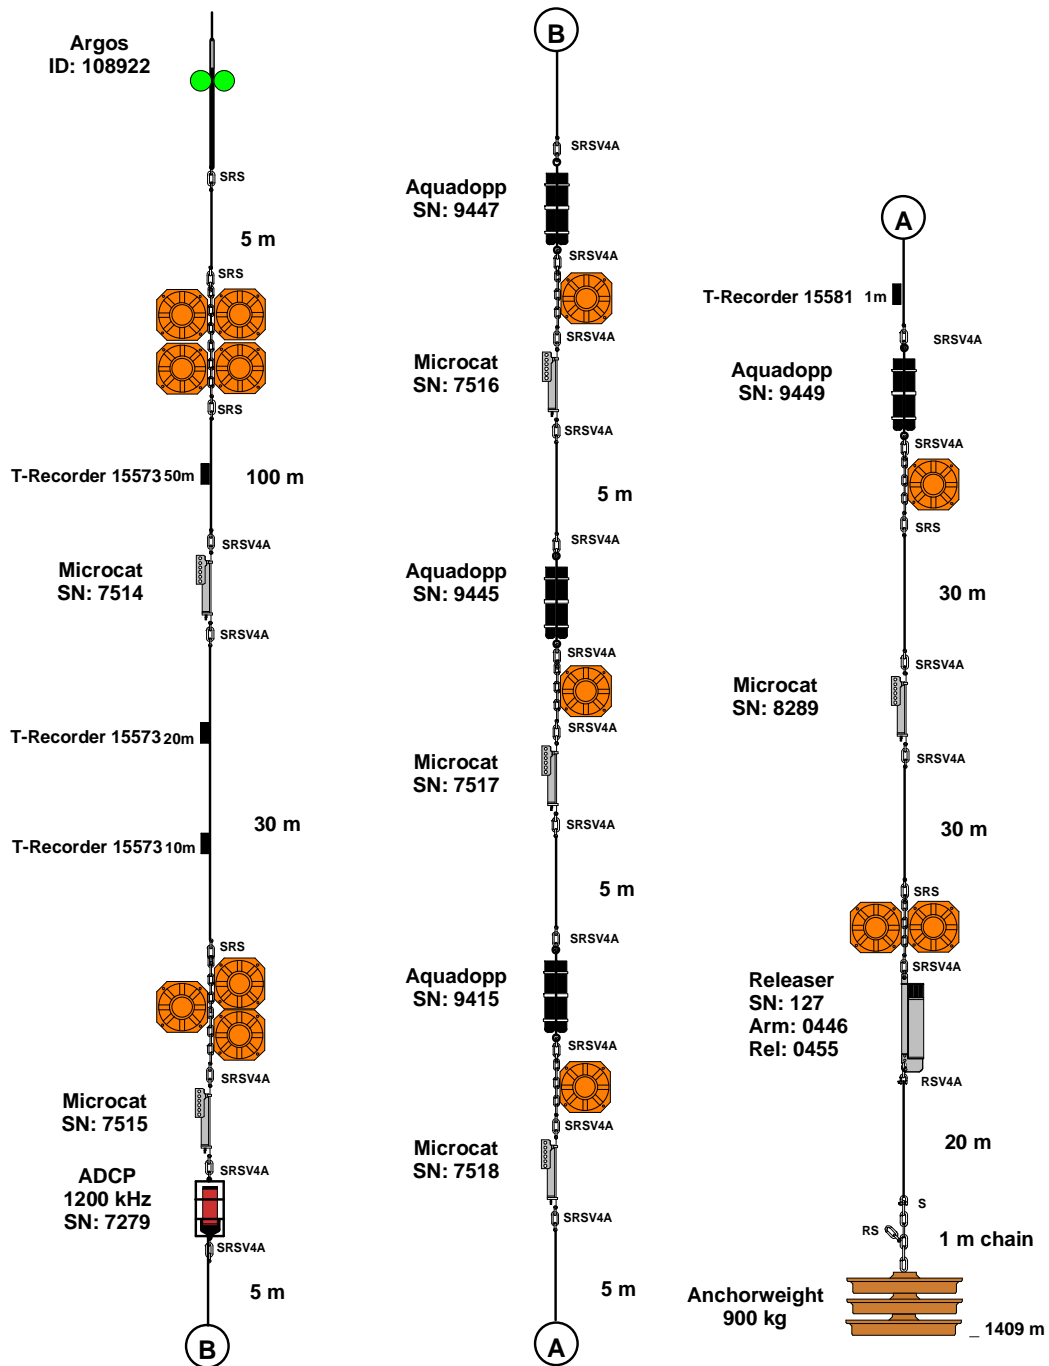 Argos
ID: 108922
SRS
5 m
SRS
SRS
T-Recorder 15573 50m
100 m
SRSV4A
Microcat
SN: 7514
SRSV4A
T-Recorder 15573 20m
30 m
T-Recorder 15573 10m
SRS
SRSV4A
Microcat
SN: 7515
SRSV4A
ADCP
1200 kHz
SN: 7279
SRSV4A
5 m
B
B
SRSV4A
Aquadopp
SN: 9447
SRSV4A
SRSV4A
Microcat
SN: 7516
SRSV4A
5 m
SRSV4A
Aquadopp
SN: 9445
SRSV4A
SRSV4A
Microcat
SN: 7517
SRSV4A
5 m
SRSV4A
Aquadopp
SN: 9415
SRSV4A
SRSV4A
Microcat
SN: 7518
SRSV4A
5 m
A
A
T-Recorder 15581 1m
SRSV4A
Aquadopp
SN: 9449
SRSV4A
SRS
30 m
SRSV4A
Microcat
SN: 8289
SRSV4A
30 m
SRS
SRSV4A
Releaser
SN: 127
Arm: 0446
Rel: 0455
RSV4A
20 m
S
RS
1 m chain
Anchorweight
900 kg
_ 1409 m